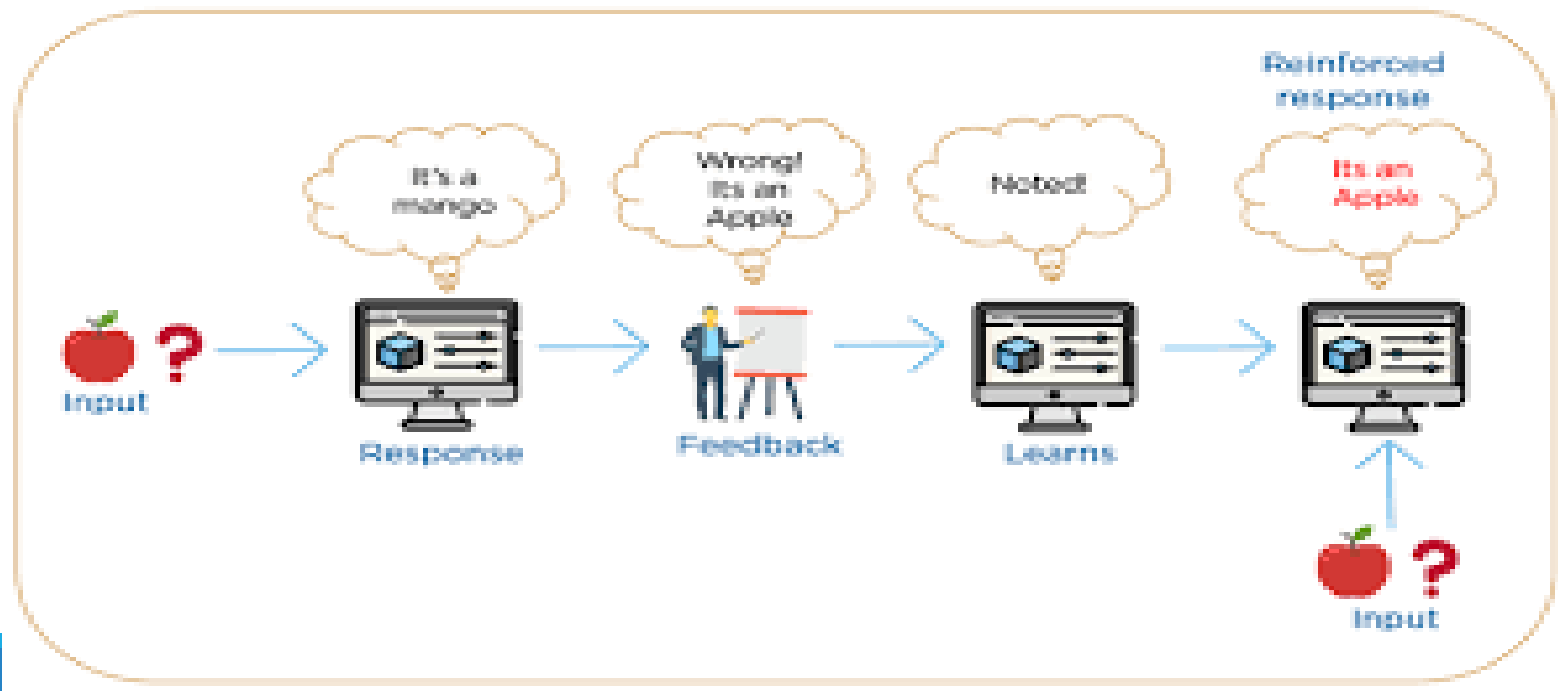 Reinforced
response
It's a
mango
Wrong!
Its an
Apple
Noted!
Its an
Apple
?
Input
Response
Feedback
Learns
?
Input